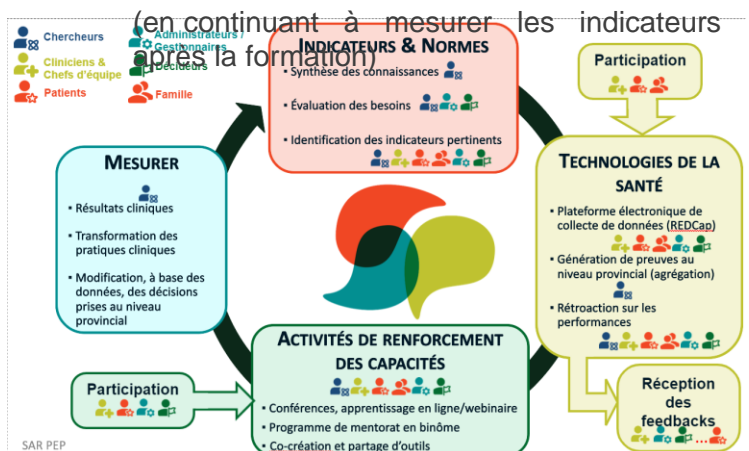 (en continuant à mesurer les indicateurs
après la formation)
Chercheurs
Administrateurs /
Gestionnaires
Cliniciens &
Chefs d'équipe
Décideurs
Patients
Famille
INDICATEURS & NORMES
• Synthèse des connaissances
• Évaluation des besoins
• Identification des indicateurs pertinents
Participation
MESURER
• Résultats cliniques
• Transformation des
pratiques cliniques
• Modification, à base des
données, des décisions
prises au niveau
provincial
TECHNOLOGIES DE LA
SANTÉ
• Plateforme électronique de
collecte de données (REDCap)
• Génération de preuves au
niveau provincial (agrégation)
• Rétroaction sur les
performances
ACTIVITÉS DE RENFORCEMENT
DES CAPACITÉS
• Conférences, apprentissage en ligne/webinaire
• Programme de mentorat en binôme
• Co-création et partage d'outils
Participation
Réception
des
feedbacks
...
SAR PEP